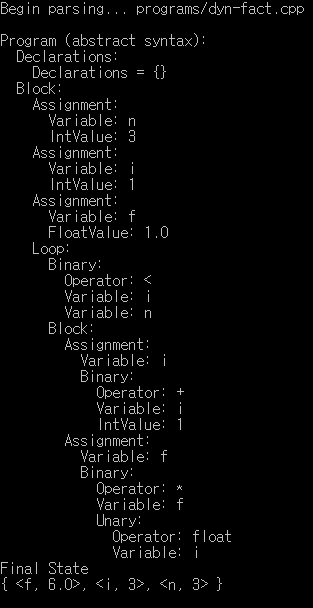 Begin parsing... programs/dyn-fact.cpp
Program (abstract syntax):
Declarations:
Declarations = {}
Block:
Assignment:
Variable: n
IntValue: 3
Assignment:
Variable: i
IntValue: 1
Assignment:
Variable: f
FloatValue: 1.0
Loop:
Binary:
Operator: <
Variable: i
Variable: n
Block:
Assignment:
Variable: i
Binary:
Operator: +
Variable: i
IntValue: 1
Assignment:
Variable: f
Binary:
Operator: *
Variable: f
Unary:
Operator: float
Variable: i
Final State
{ <f, 6.0>, <i, 3>, <n, 3> }